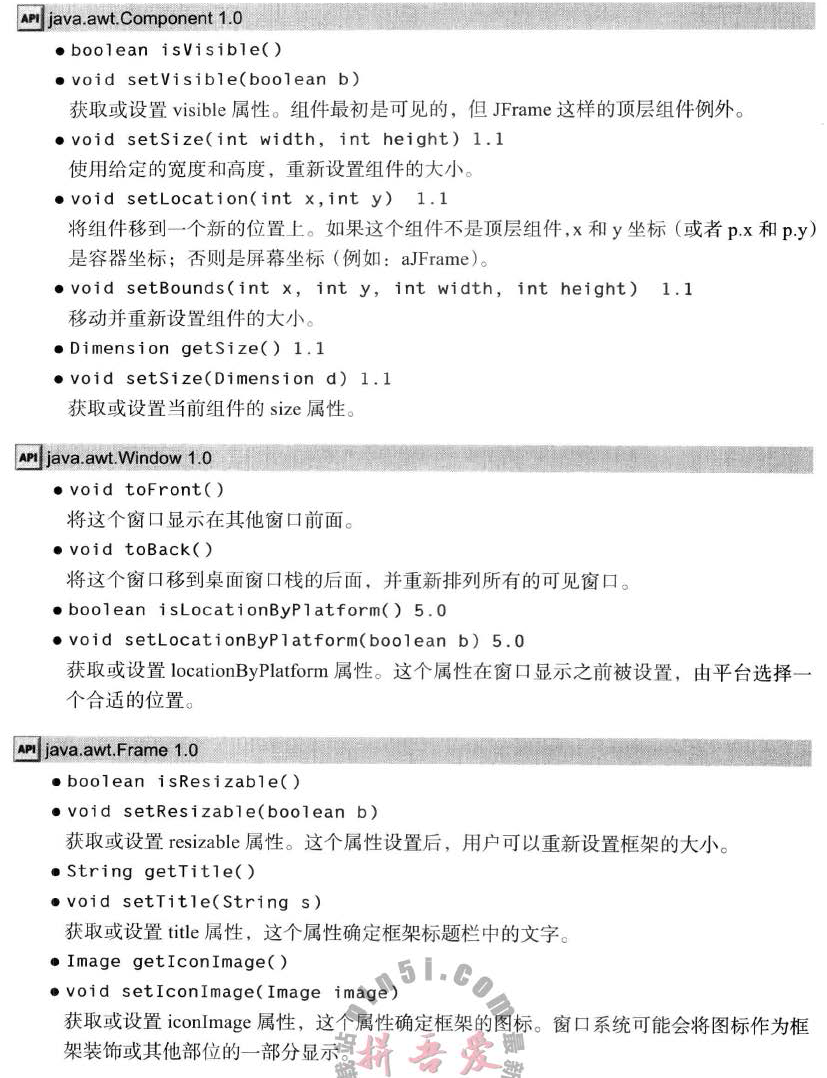 API java.awt.Component 1.0
● boolean isVisible()
● void setVisible(boolean b)
获取或设置 visible 属性。组件最初是可见的，但 JFrame 这样的顶层组件例外。
● void setSize(int width, int height) 1.1
使用给定的宽度和高度，重新设置组件的大小。
● void setLocation(int x,int y) 1.1
将组件移到一个新的位置上。如果这个组件不是顶层组件,x 和 y 坐标（或者 p.x 和 p.y）
是容器坐标；否则是屏幕坐标（例如：aJFrame）。
● void setBounds(int x, int y, int width, int height) 1.1
移动并重新设置组件的大小。
● Dimension getSize() 1.1
● void setSize(Dimension d) 1.1
获取或设置当前组件的 size 属性。
API java.awt.Window 1.0
● void toFront()
将这个窗口显示在其他窗口前面。
● void toBack()
将这个窗口移到桌面窗口栈的后面，并重新排列所有的可见窗口。
● boolean isLocationByPlatform() 5.0
● void setLocationByPlatform(boolean b) 5.0
获取或设置 locationByPlatform 属性。这个属性在窗口显示之前被设置，由平台选择一
个合适的位置。
API java.awt.Frame 1.0
● boolean isResizable()
● void setResizable(boolean b)
获取或设置 resizable 属性。这个属性设置后，用户可以重新设置框架的大小。
● String getTitle()
● void setTitle(String s)
获取或设置 title 属性，这个属性确定框架标题栏中的文字。
● Image getIconImage()
● void setIconImage(Image image)
获取或设置 iconImage 属性，这个属性确定框架的图标。窗口系统可能会将图标作为框
架装饰或其他部位的一部分显示。
pin5i.com
拼吾爱